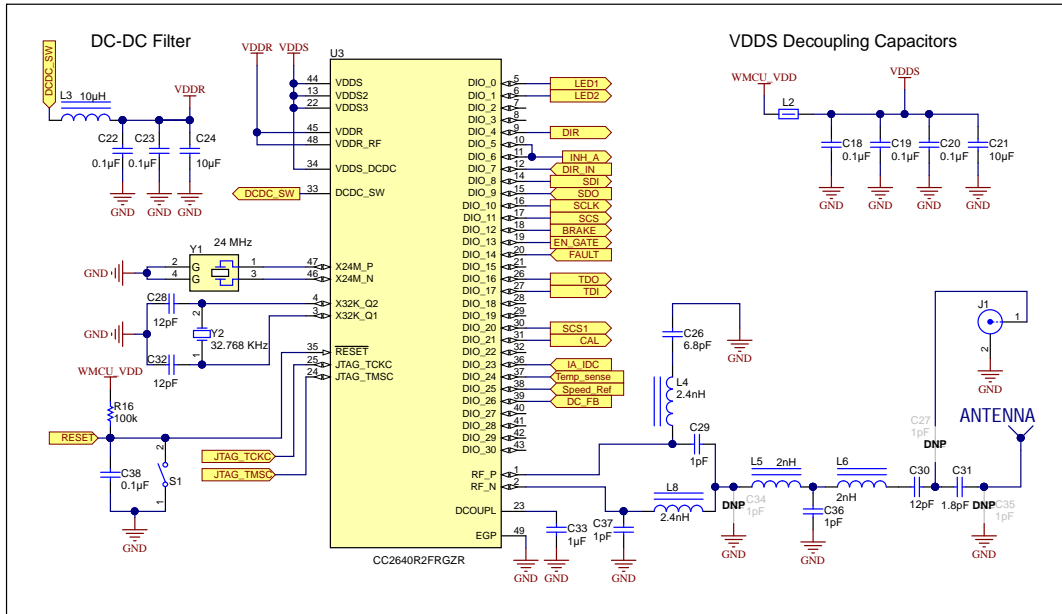 DC-DC Filter
DCDC_SW
L3
10µH
VDDR
C22
0.1µF
C23
0.1µF
C24
10µF
GND
GND
GND
VDDR
VDDS
U3
44
VDDS
13
VDDS2
22
VDDS3
45
VDDR
48
VDDR_RF
34
VDDS_DCDC
DCDC_SW
33
DCDC_SW
24 MHz
Y1
GND
2
G
1
4
G
3
47
X24M_P
46
X24M_N
C28
12pF
4
X32K_Q2
3
X32K_Q1
GND
2
Y2
32.768 KHz
1
C32
12pF
35
RESET
25
JTAG_TCKC
24
JTAG_TMSC
WMCU_VDD
R16
100k
RESET
2
S1
1
C38
0.1µF
GND
JTAG_TCKC
JTAG_TMSC
DIO_0
5
LED1
DIO_1
6
LED2
DIO_2
7
DIO_3
8
DIO_4
9
DIR
DIO_5
10
DIO_6
11
INH_A
DIO_7
12
DIR_IN
DIO_8
14
SDI
DIO_9
15
SDO
DIO_10
16
SCLK
DIO_11
17
SCS
DIO_12
18
BRAKE
DIO_13
19
EN_GATE
DIO_14
20
FAULT
DIO_15
21
DIO_16
26
TDO
DIO_17
27
TDI
DIO_18
28
DIO_19
29
DIO_20
30
SCS1
DIO_21
31
CAL
DIO_22
32
DIO_23
36
IA_IDC
DIO_24
37
Temp_sense
DIO_25
38
Speed_Ref
DIO_26
39
DC_FB
DIO_27
40
DIO_28
41
DIO_29
42
DIO_30
43
RF_P
1
RF_N
2
DCOUPL
23
EGP
49
CC2640R2FRGZR
GND
C33
1µF
GND
C37
1pF
GND
L8
2.4nH
C26
6.8pF
GND
L4
2.4nH
C29
1pF
DNP
C34
1pF
GND
L5
2nH
C36
1pF
GND
L6
2nH
C30
12pF
C27
1pF
DNP
C31
1.8pF
DNP
C35
1pF
GND
ANTENNA
J1
1
2
GND
VDDS Decoupling Capacitors
WMCU_VDD
L2
VDDS
C18
0.1µF
C19
0.1µF
C20
0.1µF
C21
10µF
GND
GND
GND
GND